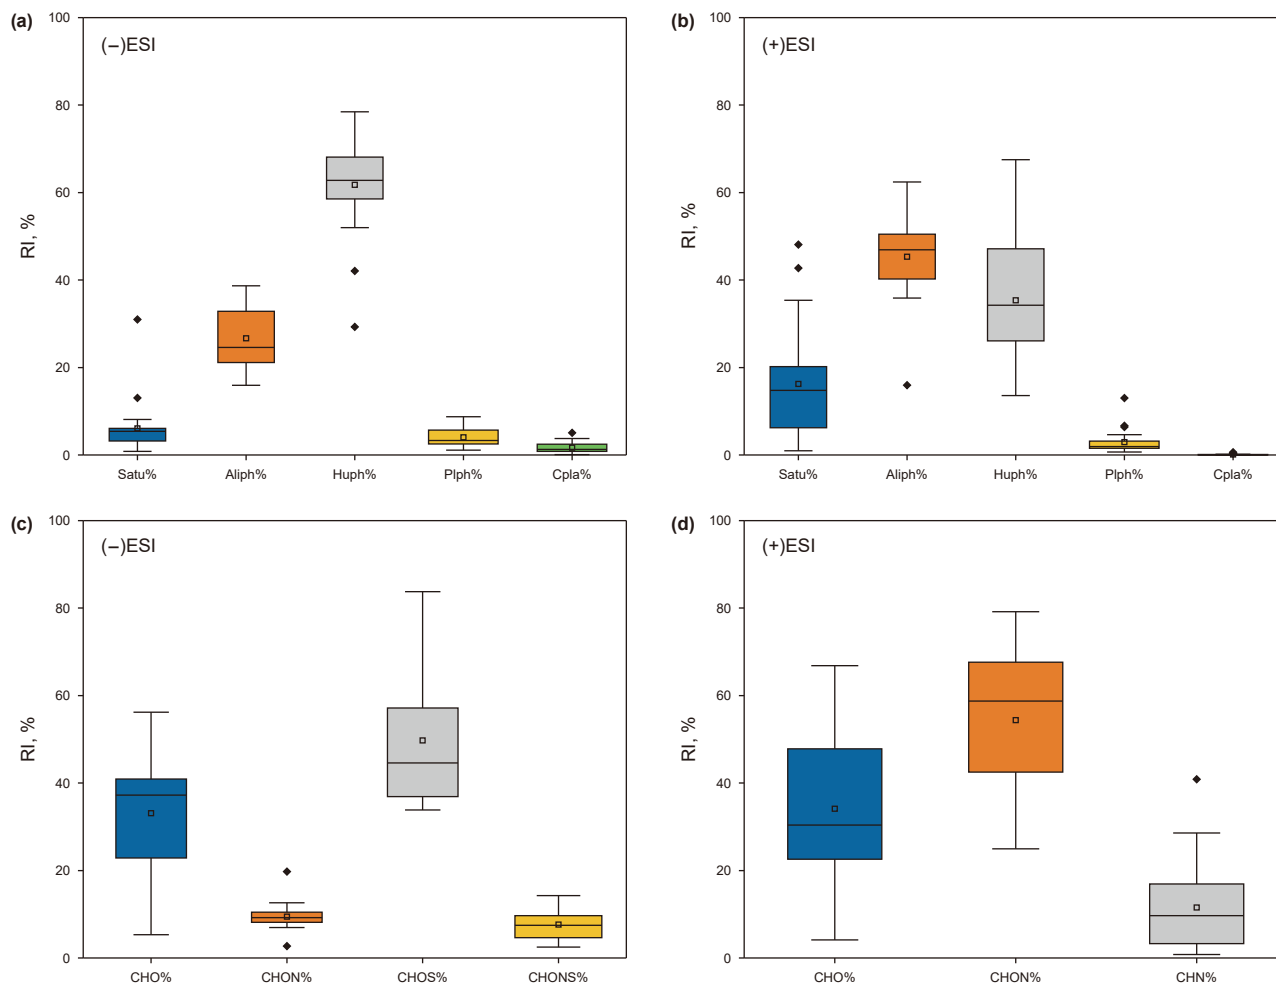 (a)
(−)ESI
RI, %
100
80
60
40
20
0
Satu%
Aliph%
Huph%
Plph%
Cpla%
(b)
(+)ESI
RI, %
100
80
60
40
20
0
Satu%
Aliph%
Huph%
Plph%
Cpla%
(c)
(−)ESI
RI, %
100
80
60
40
20
0
CHO%
CHON%
CHOS%
CHONS%
(d)
(+)ESI
RI, %
100
80
60
40
20
0
CHO%
CHON%
CHN%